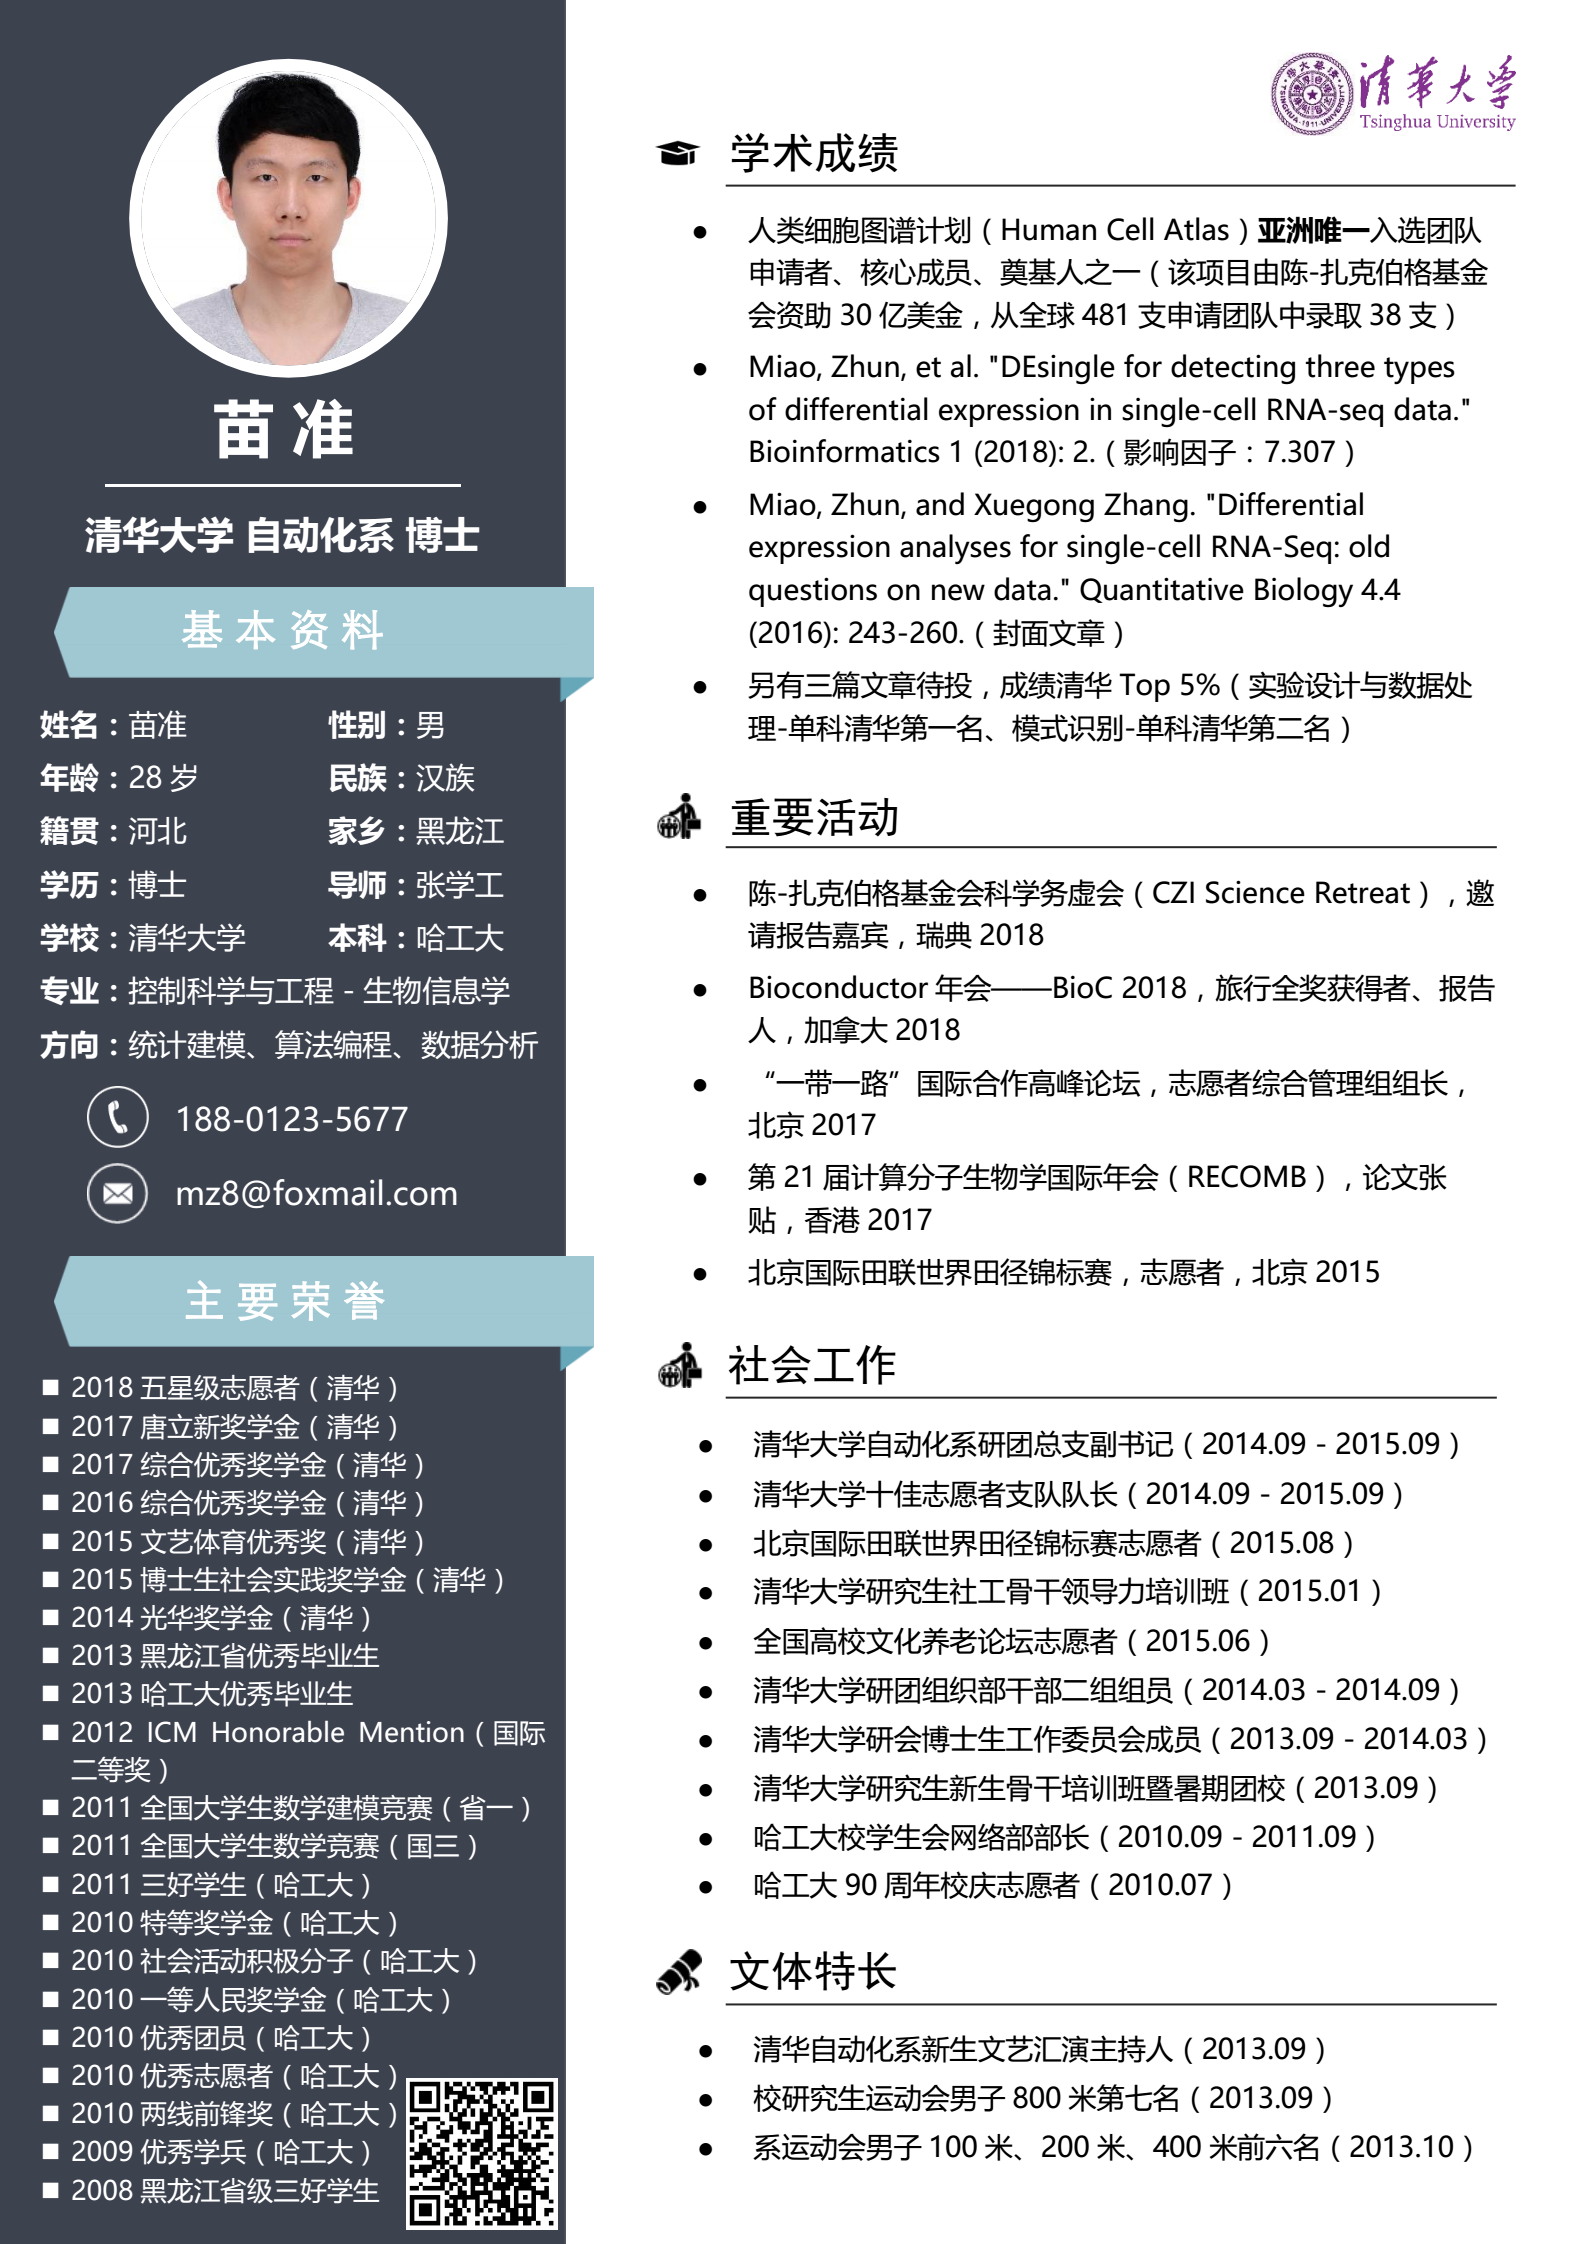 苗 准
清华大学 自动化系 博士
基 本 资 料
姓名：苗准 性别：男
年龄：28 岁 民族：汉族
籍贯：河北 家乡：黑龙江
学历：博士 导师：张学工
学校：清华大学 本科：哈工大
专业：控制科学与工程 - 生物信息学
方向：统计建模、算法编程、数据分析
188-0123-5677
mz8@foxmail.com
主 要 荣 誉
■ 2018 五星级志愿者（清华）
■ 2017 唐立新奖学金（清华）
■ 2017 综合优秀奖学金（清华）
■ 2016 综合优秀奖学金（清华）
■ 2015 文艺体育优秀奖（清华）
■ 2015 博士生社会实践奖学金（清华）
■ 2014 光华奖学金（清华）
■ 2013 黑龙江省优秀毕业生
■ 2013 哈工大优秀毕业生
■ 2012 ICM Honorable Mention（国际
二等奖）
■ 2011 全国大学生数学建模竞赛（省一）
■ 2011 全国大学生数学竞赛（国三）
■ 2011 三好学生（哈工大）
■ 2010 特等奖学金（哈工大）
■ 2010 社会活动积极分子（哈工大）
■ 2010 一等人民奖学金（哈工大）
■ 2010 优秀团员（哈工大）
■ 2010 优秀志愿者（哈工大）
■ 2010 两线前锋奖（哈工大）
■ 2009 优秀学兵（哈工大）
■ 2008 黑龙江省级三好学生
清華大学
Tsinghua University
学术成绩
● 人类细胞图谱计划（Human Cell Atlas）亚洲唯一入选团队
申请者、核心成员、奠基人之一（该项目由陈-扎克伯格基金
会资助 30 亿美金，从全球 481 支申请团队中录取 38 支）
● Miao, Zhun, et al. "DEsingle for detecting three types
of differential expression in single-cell RNA-seq data."
Bioinformatics 1 (2018): 2.（影响因子：7.307）
● Miao, Zhun, and Xuegong Zhang. "Differential
expression analyses for single-cell RNA-Seq: old
questions on new data." Quantitative Biology 4.4
(2016): 243-260.（封面文章）
● 另有三篇文章待投，成绩清华 Top 5%（实验设计与数据处
理-单科清华第一名、模式识别-单科清华第二名）
重要活动
● 陈-扎克伯格基金会科学务虚会（CZI Science Retreat），邀
请报告嘉宾，瑞典 2018
● Bioconductor 年会——BioC 2018，旅行全奖获得者、报告
人，加拿大 2018
● “一带一路”国际合作高峰论坛，志愿者综合管理组组长，
北京 2017
● 第 21 届计算分子生物学国际年会（RECOMB），论文张
贴，香港 2017
● 北京国际田联世界田径锦标赛，志愿者，北京 2015
社会工作
● 清华大学自动化系研团总支副书记（2014.09 - 2015.09）
● 清华大学十佳志愿者支队队长（2014.09 - 2015.09）
● 北京国际田联世界田径锦标赛志愿者（2015.08）
● 清华大学研究生社工骨干领导力培训班（2015.01）
● 全国高校文化养老论坛志愿者（2015.06）
● 清华大学研团组织部干部二组组员（2014.03 - 2014.09）
● 清华大学研会博士生工作委员会成员（2013.09 - 2014.03）
● 清华大学研究生新生骨干培训班暨暑期团校（2013.09）
● 哈工大校学生会网络部部长（2010.09 - 2011.09）
● 哈工大 90 周年校庆志愿者（2010.07）
文体特长
● 清华自动化系新生文艺汇演主持人（2013.09）
● 校研究生运动会男子 800 米第七名（2013.09）
● 系运动会男子 100 米、200 米、400 米前六名（2013.10）